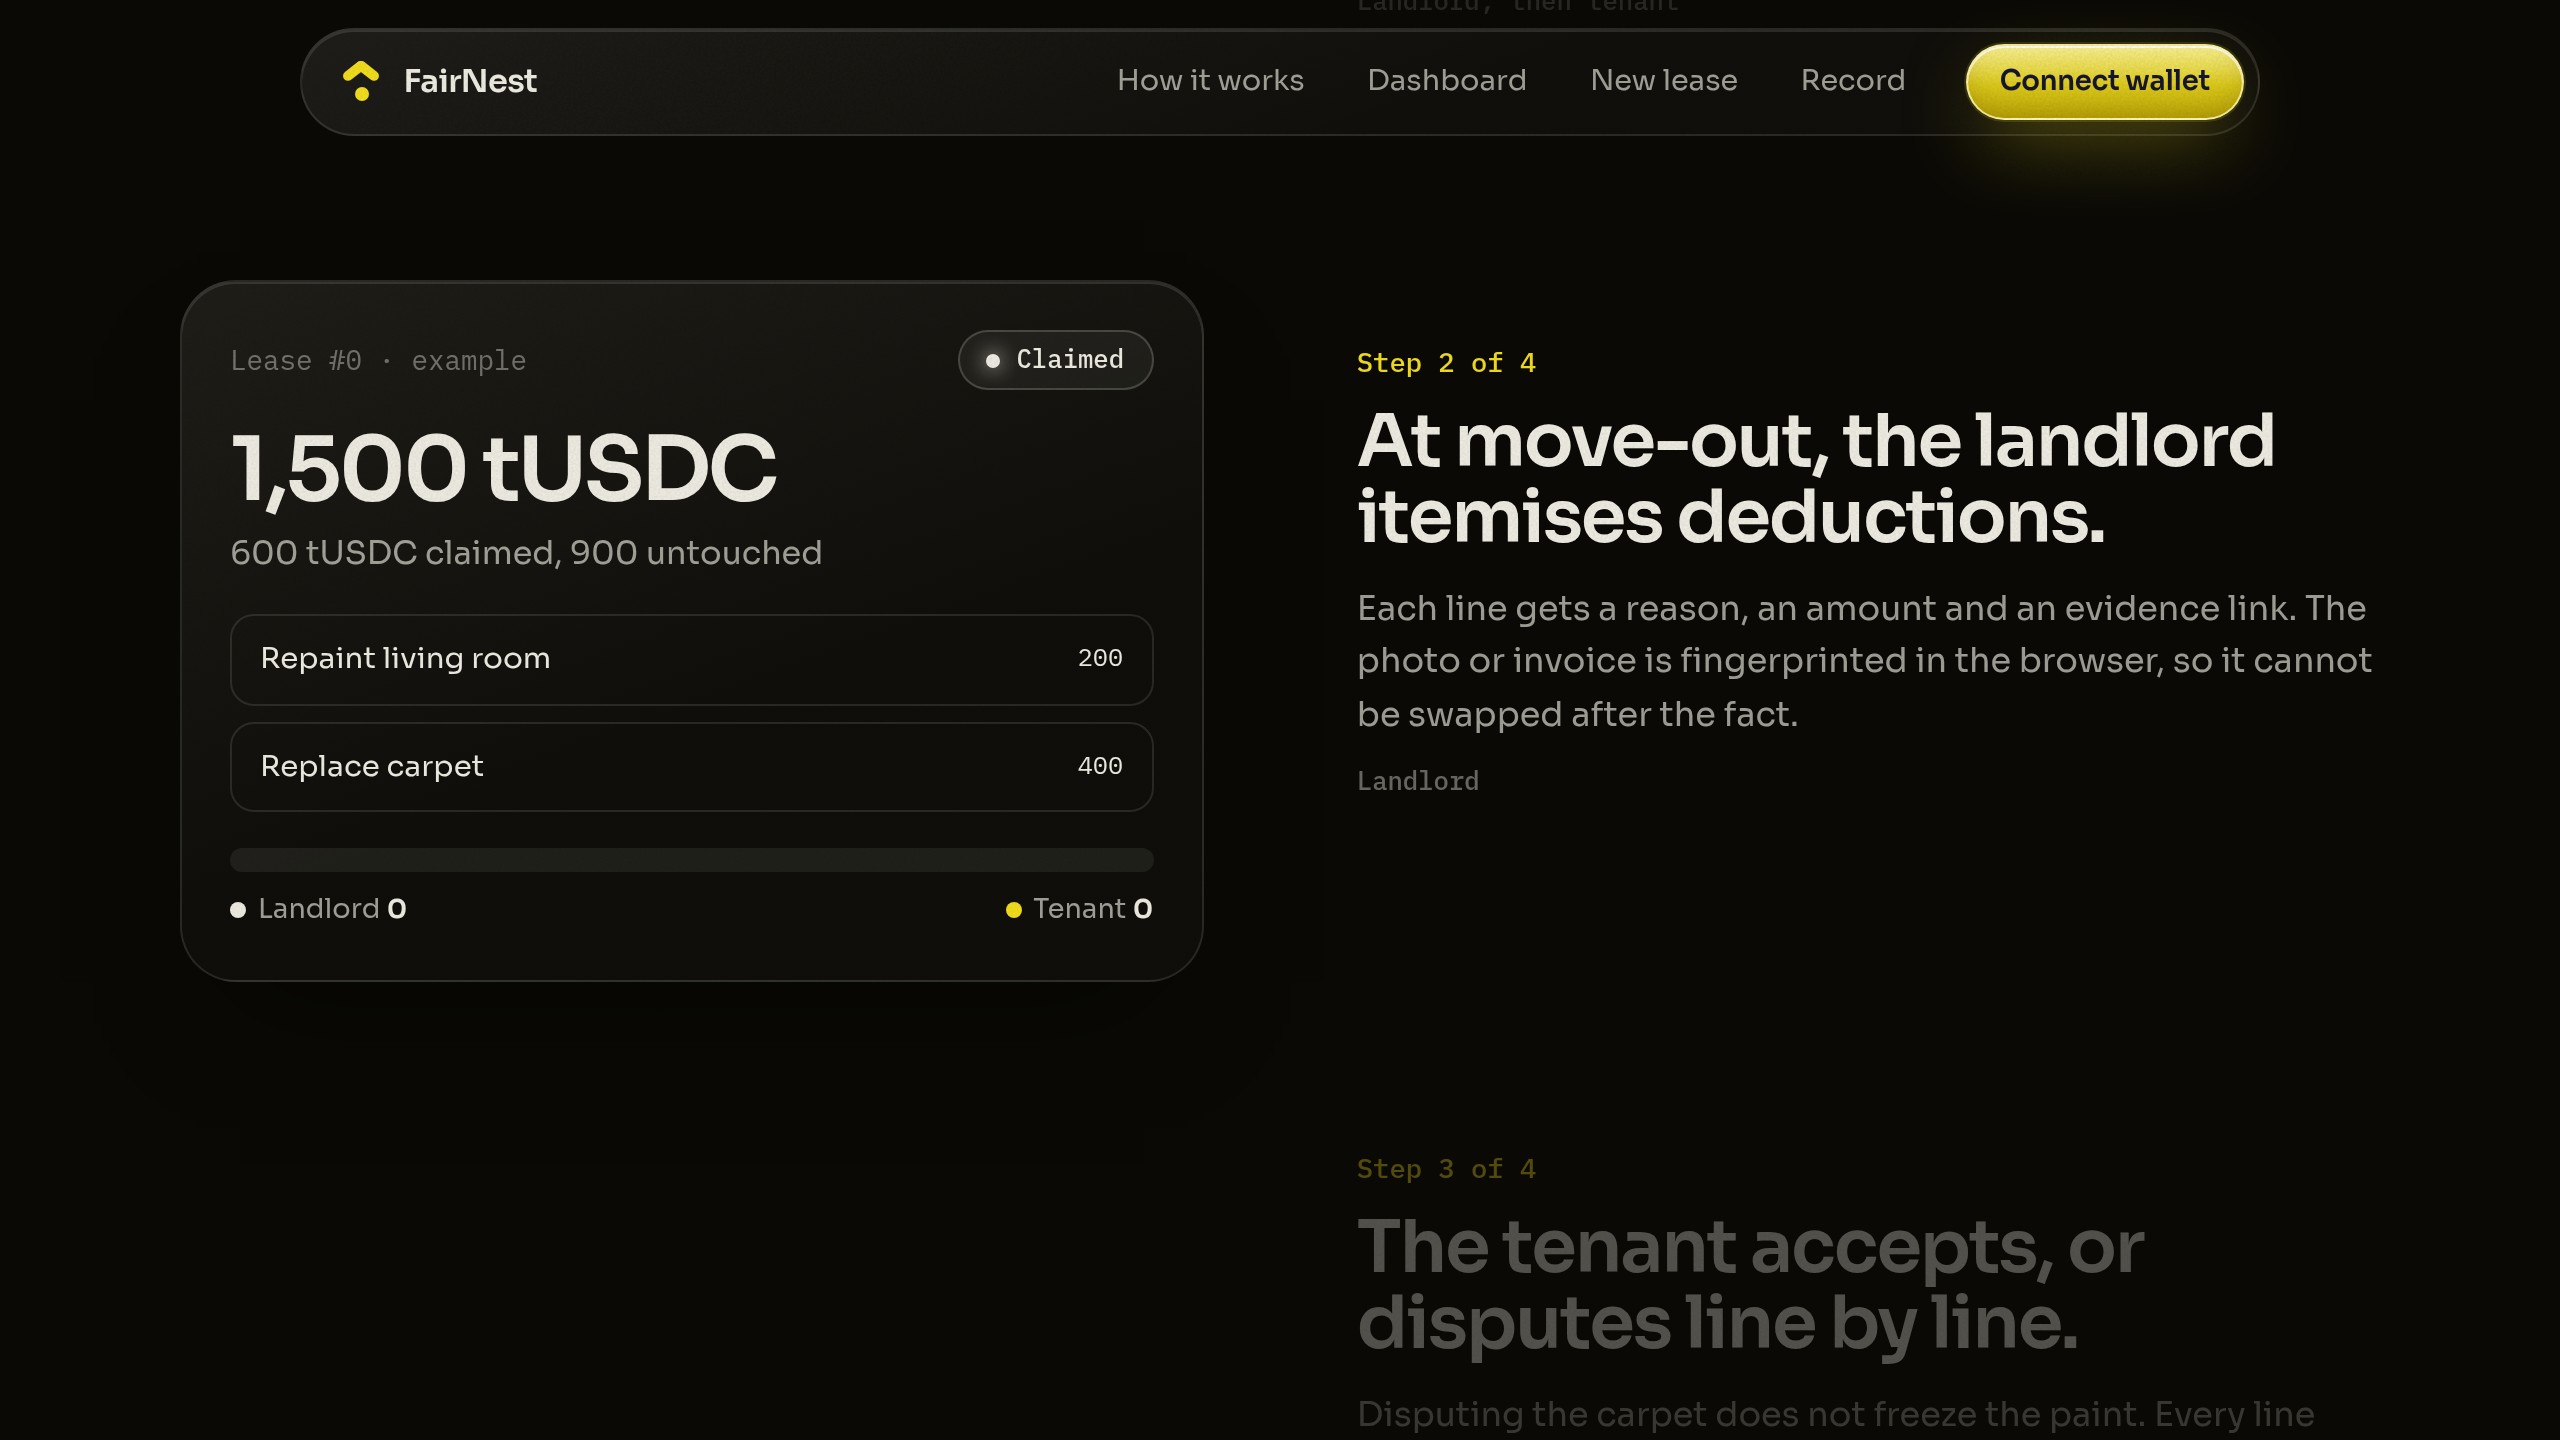 Landlord, then tenant
FairNest
How it works
Dashboard
New lease
Record
Connect wallet
Lease #0 · example
Claimed
1,500 tUSDC
600 tUSDC claimed, 900 untouched
Repaint living room
200
Replace carpet
400
Landlord 0
Tenant 0
Step 2 of 4
At move-out, the landlord
itemises deductions.
Each line gets a reason, an amount and an evidence link. The
photo or invoice is fingerprinted in the browser, so it cannot
be swapped after the fact.
Landlord
Step 3 of 4
The tenant accepts, or
disputes line by line.
Disputing the carpet does not freeze the paint. Every line